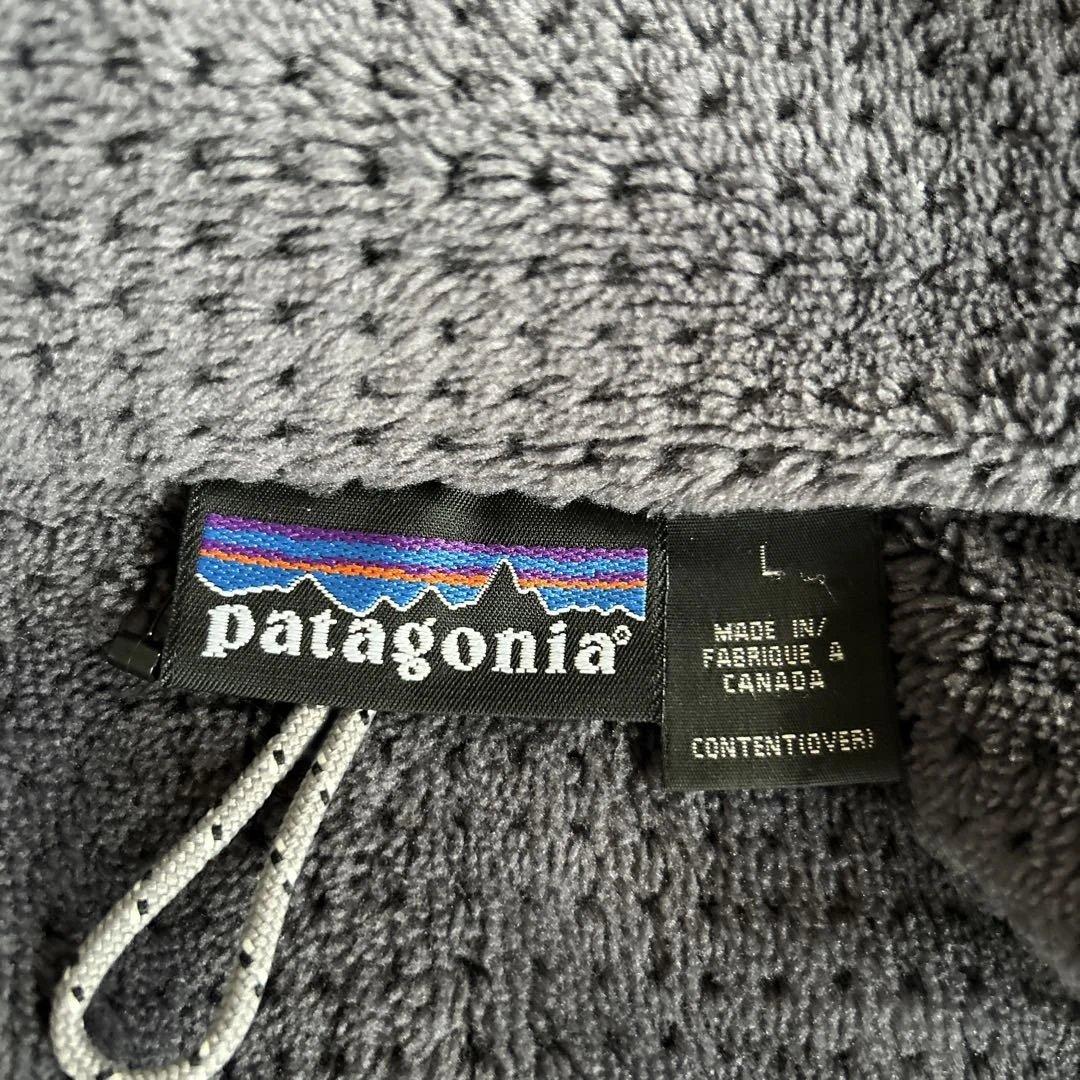 patagonia®
L
MADE IN/
FABRIQUE A
CANADA
CONTENT(OVER)